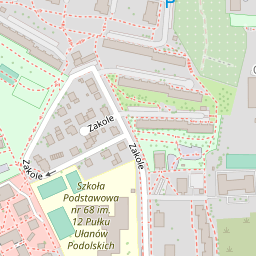 P
Zakole
Zakole
Zakole
Szkoła
Podstawowa
nr 68 im.
12 Pułku
Ułanów
Podolskich